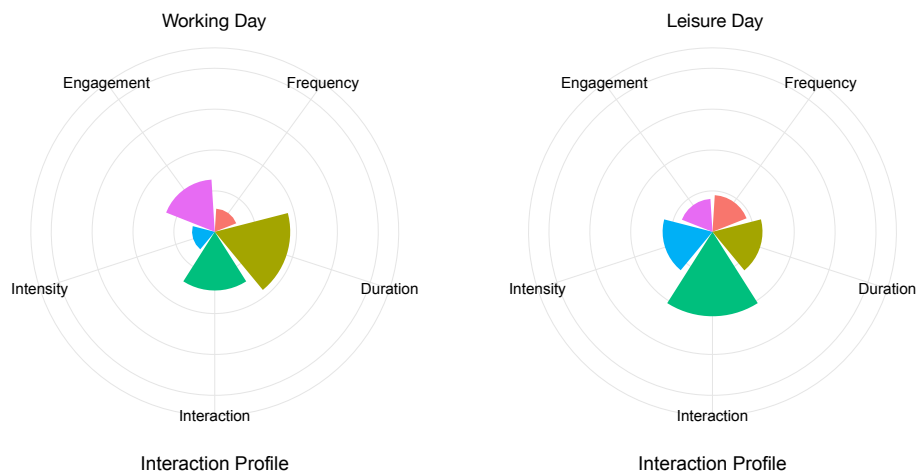 Working Day
Engagement
Frequency
Intensity
Duration
Interaction
Interaction Profile
Leisure Day
Engagement
Frequency
Intensity
Duration
Interaction
Interaction Profile